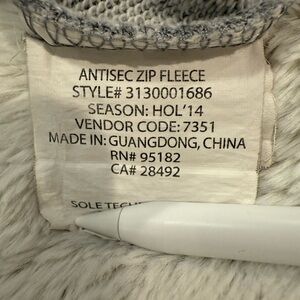 ANTISEC ZIP FLEECE
STYLE# 3130001686
SEASON: HOL'14
VENDOR CODE: 7351
MADE IN: GUANGDONG, CHINA
RN# 95182
CA# 28492
SOLE